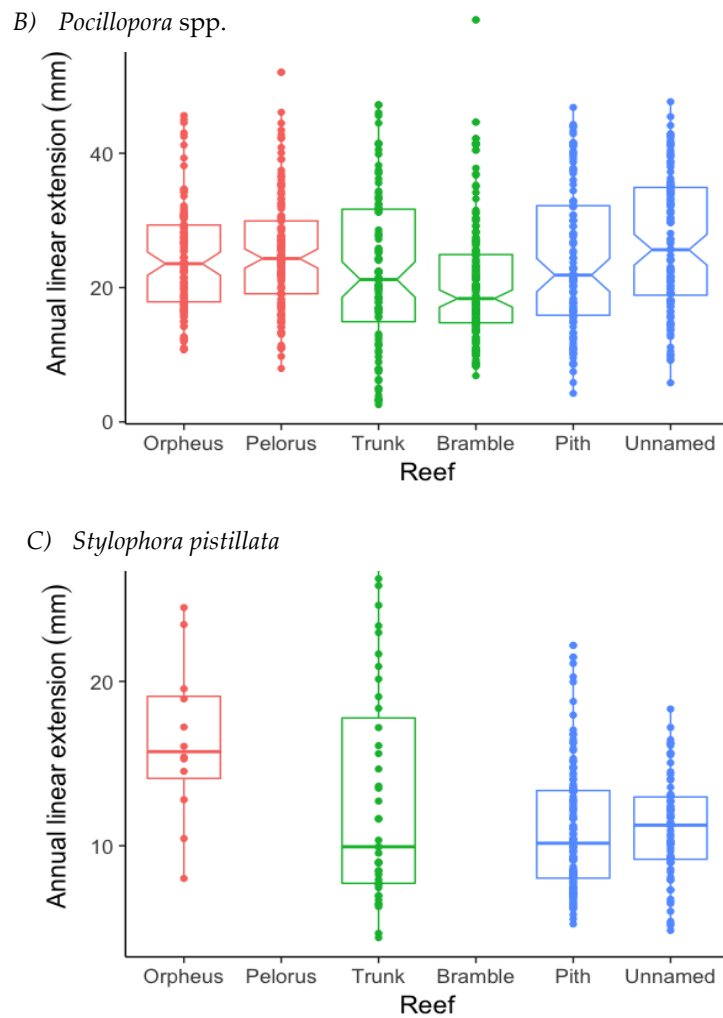 B) Pocillopora spp.
Annual linear extension (mm)
40
20
0
Orpheus Pelorus Trunk Bramble Pith Unnamed
Reef
C) Stylophora pistillata
Annual linear extension (mm)
20
10
Orpheus Pelorus Trunk Bramble Pith Unnamed
Reef